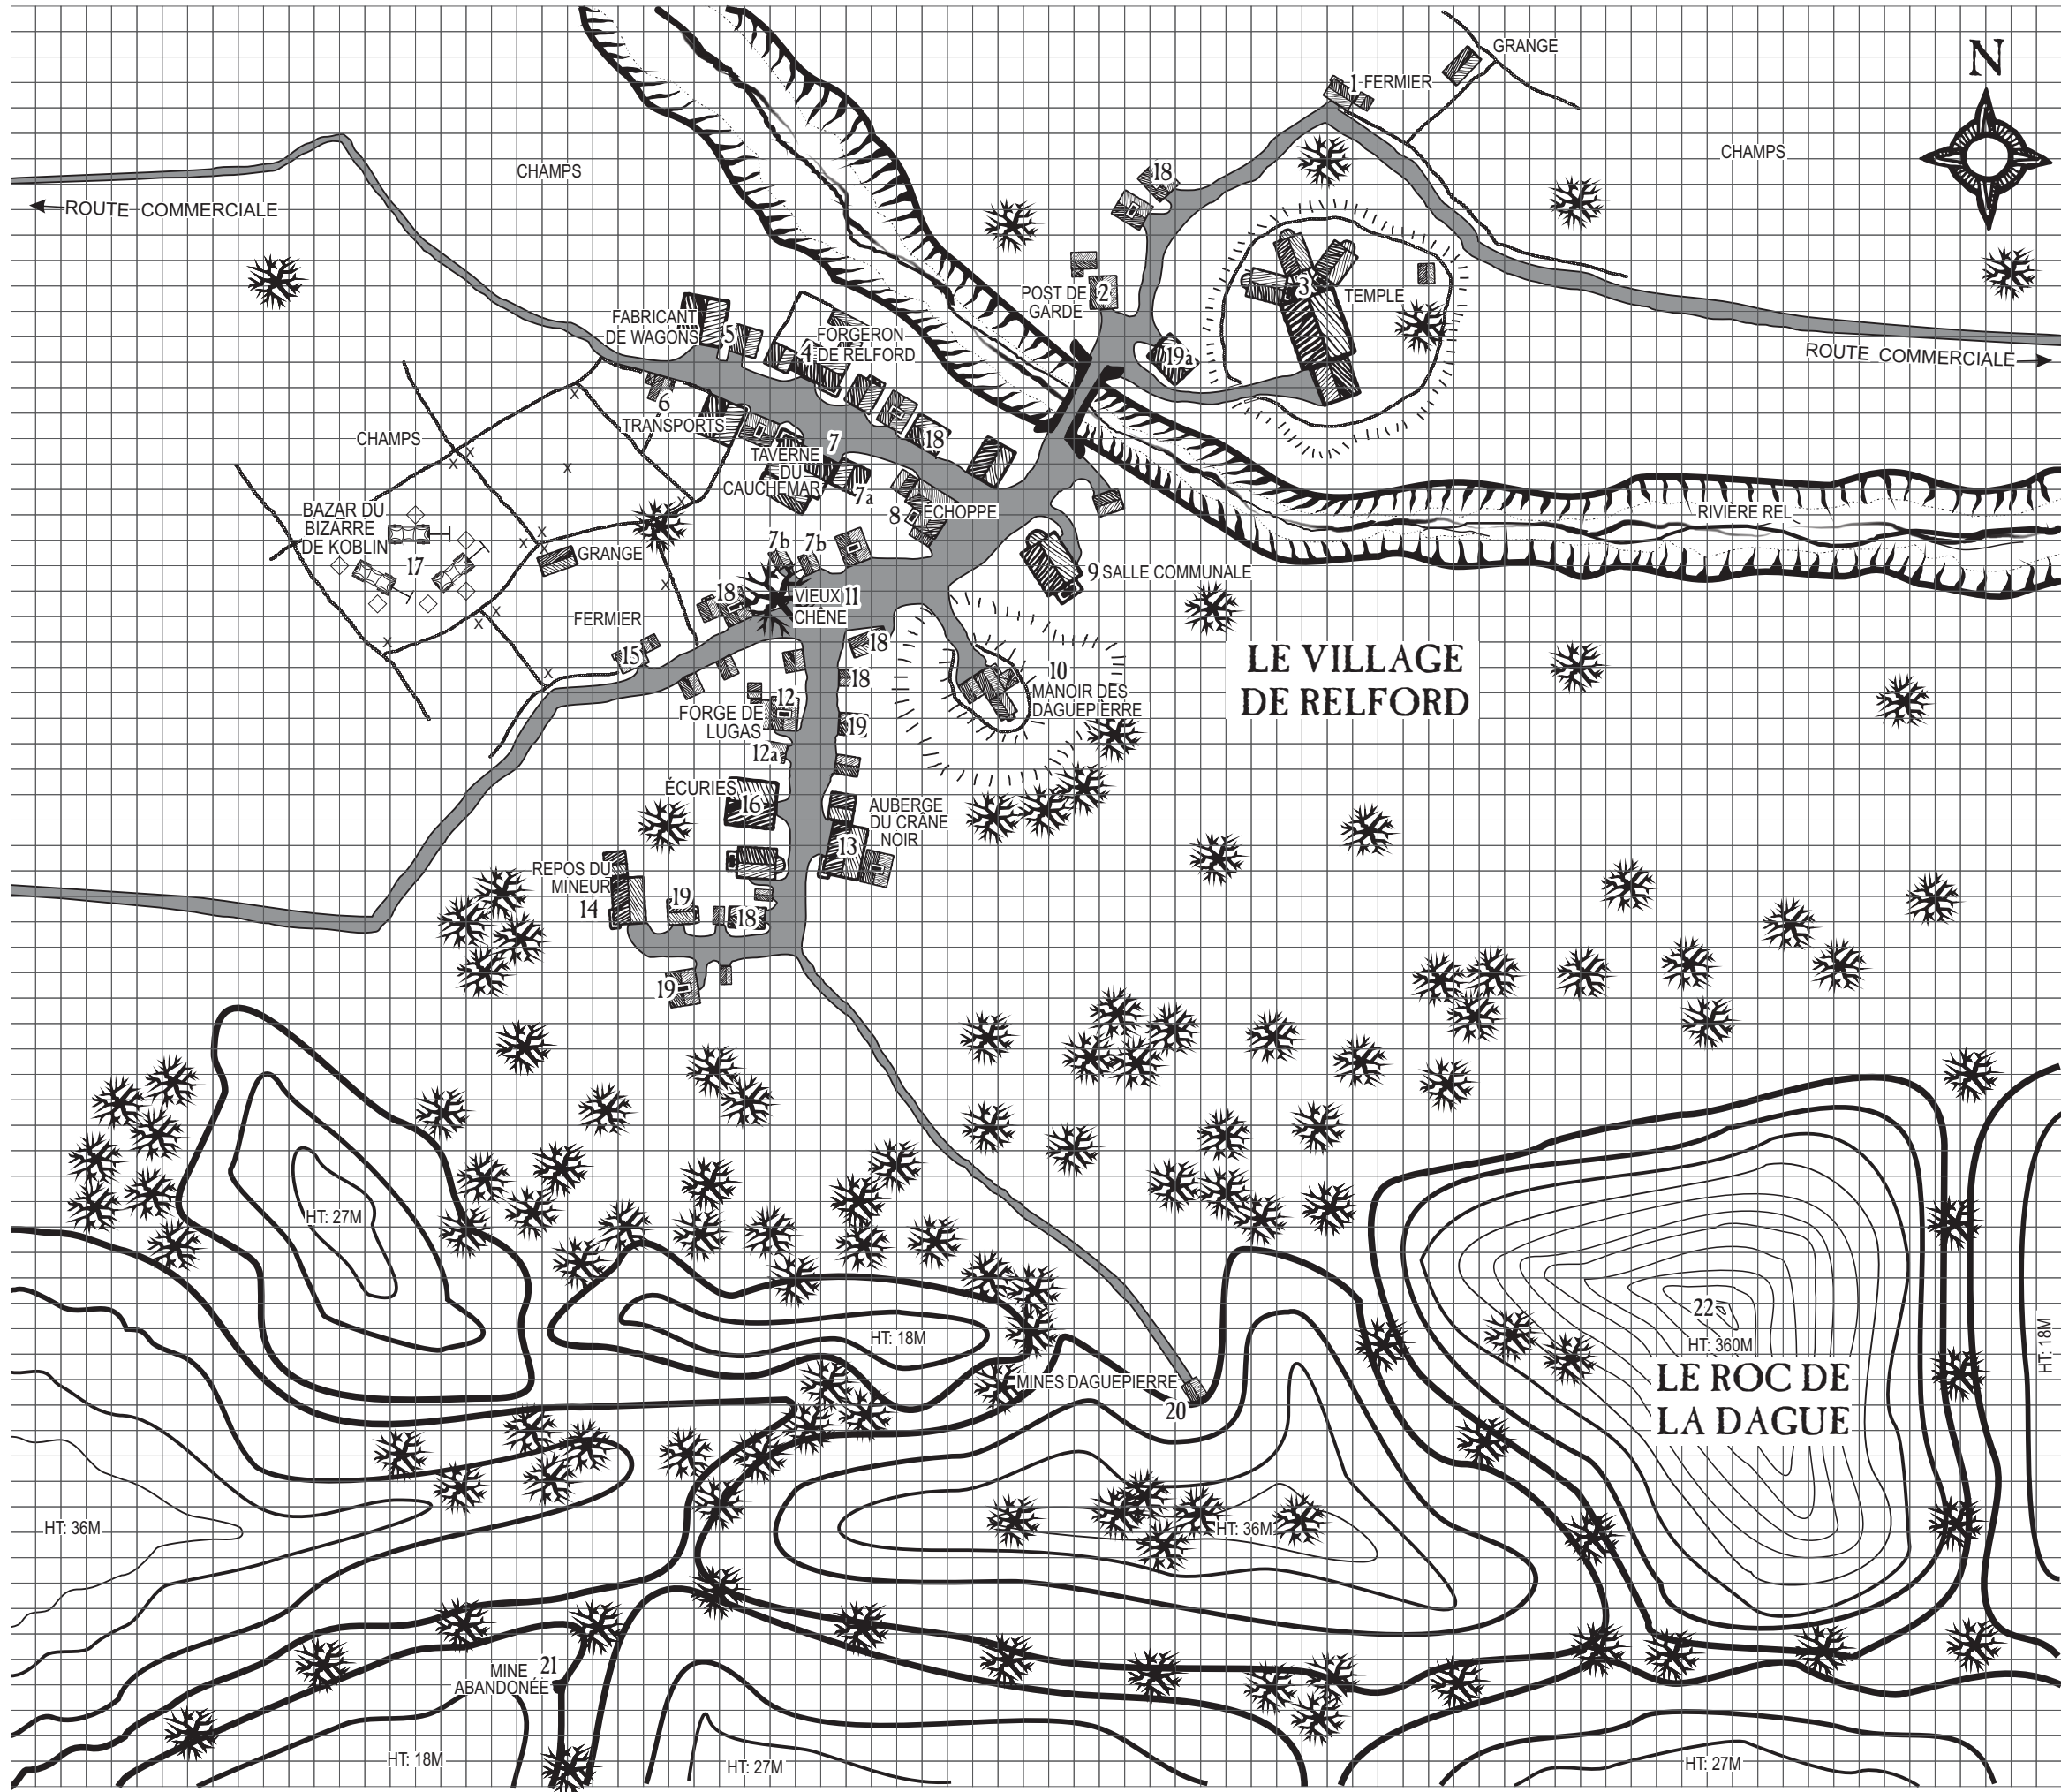 GRANGE
N
1 FERMIER
CHAMPS
CHAMPS
18
← ROUTE COMMERCIALE
POST DE
GARDE
2
3
TEMPLE
FABRICANT
DE WAGONS
5
4
FORGERON
DE RELFORD
19a
ROUTE COMMERCIALE →
6
TRANSPORTS
CHAMPS
7
18
TAVERNE
DU
CAUCHEMAR
7a
8
ÉCHOPPE
RIVIÈRE REL
BAZAR DU
BIZARRE
DE KOBLIN
17
GRANGE
7b
7b
9 SALLE COMMUNALE
18a
VIEUX
CHÊNE
11
FERMIER
15
18
18
10
MANOIR DES
DAGUEPIERRE
LE VILLAGE
DE RELFORD
12
FORGE DE
LUGAS
12a
19
ÉCURIES
16
AUBERGE
DU CRÂNE
NOIR
13
REPOS DU
MINEUR
14
19
18
19
HT: 27M
HT: 18M
22
HT: 360M
LE ROC DE
LA DAGUE
HT: 18M
MINES DAGUEPIERRE
20
HT: 36M
HT: 36M
21
MINE
ABANDONÉE
HT: 18M
HT: 27M
HT: 27M